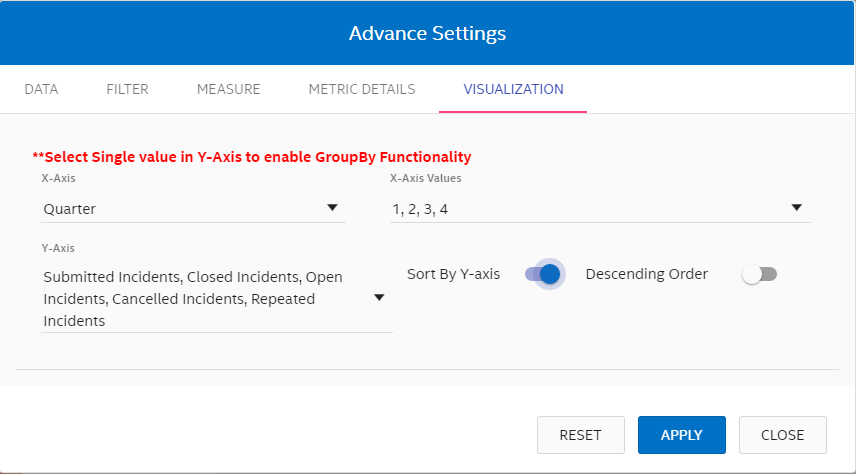 Advance Settings
DATA FILTER MEASURE METRIC DETAILS VISUALIZATION
**Select Single value in Y-Axis to enable GroupBy Functionality
X-Axis X-Axis Values
Quarter 1, 2, 3, 4
Y-Axis
Submitted Incidents, Closed Incidents, Open
Incidents, Cancelled Incidents, Repeated
Incidents
Sort By Y-axis Descending Order
RESET APPLY CLOSE